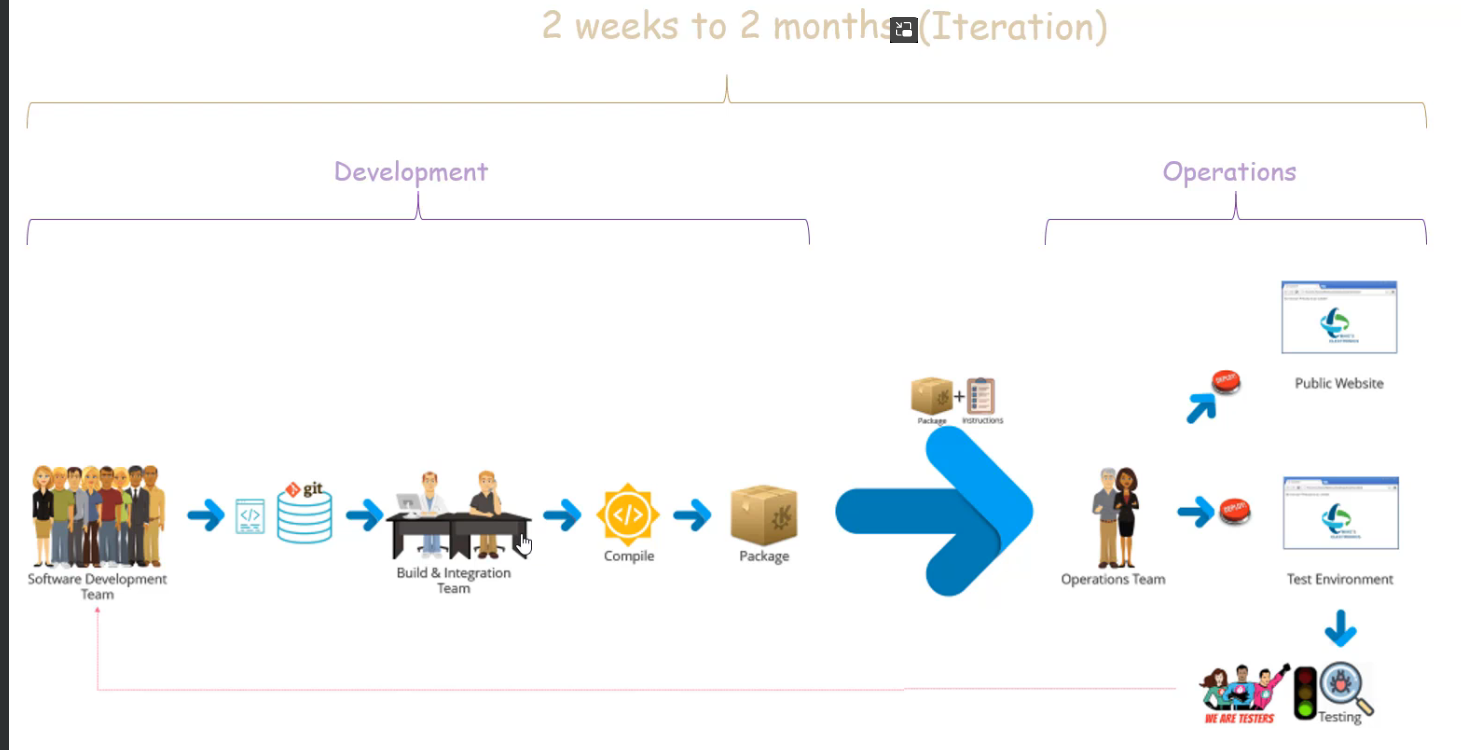 2 weeks to 2 months (Iteration)
Development
Operations
Public Website
DEPLOY!
Package
+
Instructions
git
</>
</>
Software Development
Team
Build & Integration
Team
Compile
Package
Operations Team
DEPLOY!
Test Environment
WE ARE TESTERS
Testing